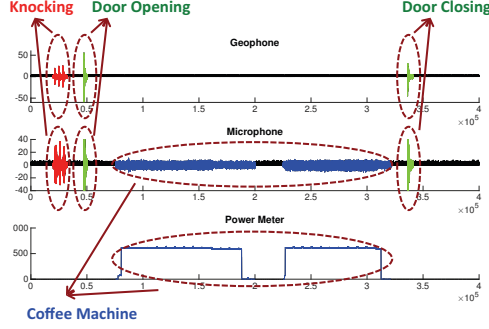 Knocking Door Opening Door Closing
Geophone
50
0
-50
0 0.5 1 1.5 2 2.5 3 3.5 4
×10⁵
Microphone
40
20
0
-20
-40
0 0.5 1 1.5 2 2.5 3 3.5 4
×10⁵
Power Meter
000
500
0
0 0.5 1 1.5 2 2.5 3 3.5 4
×10⁵
Coffee Machine